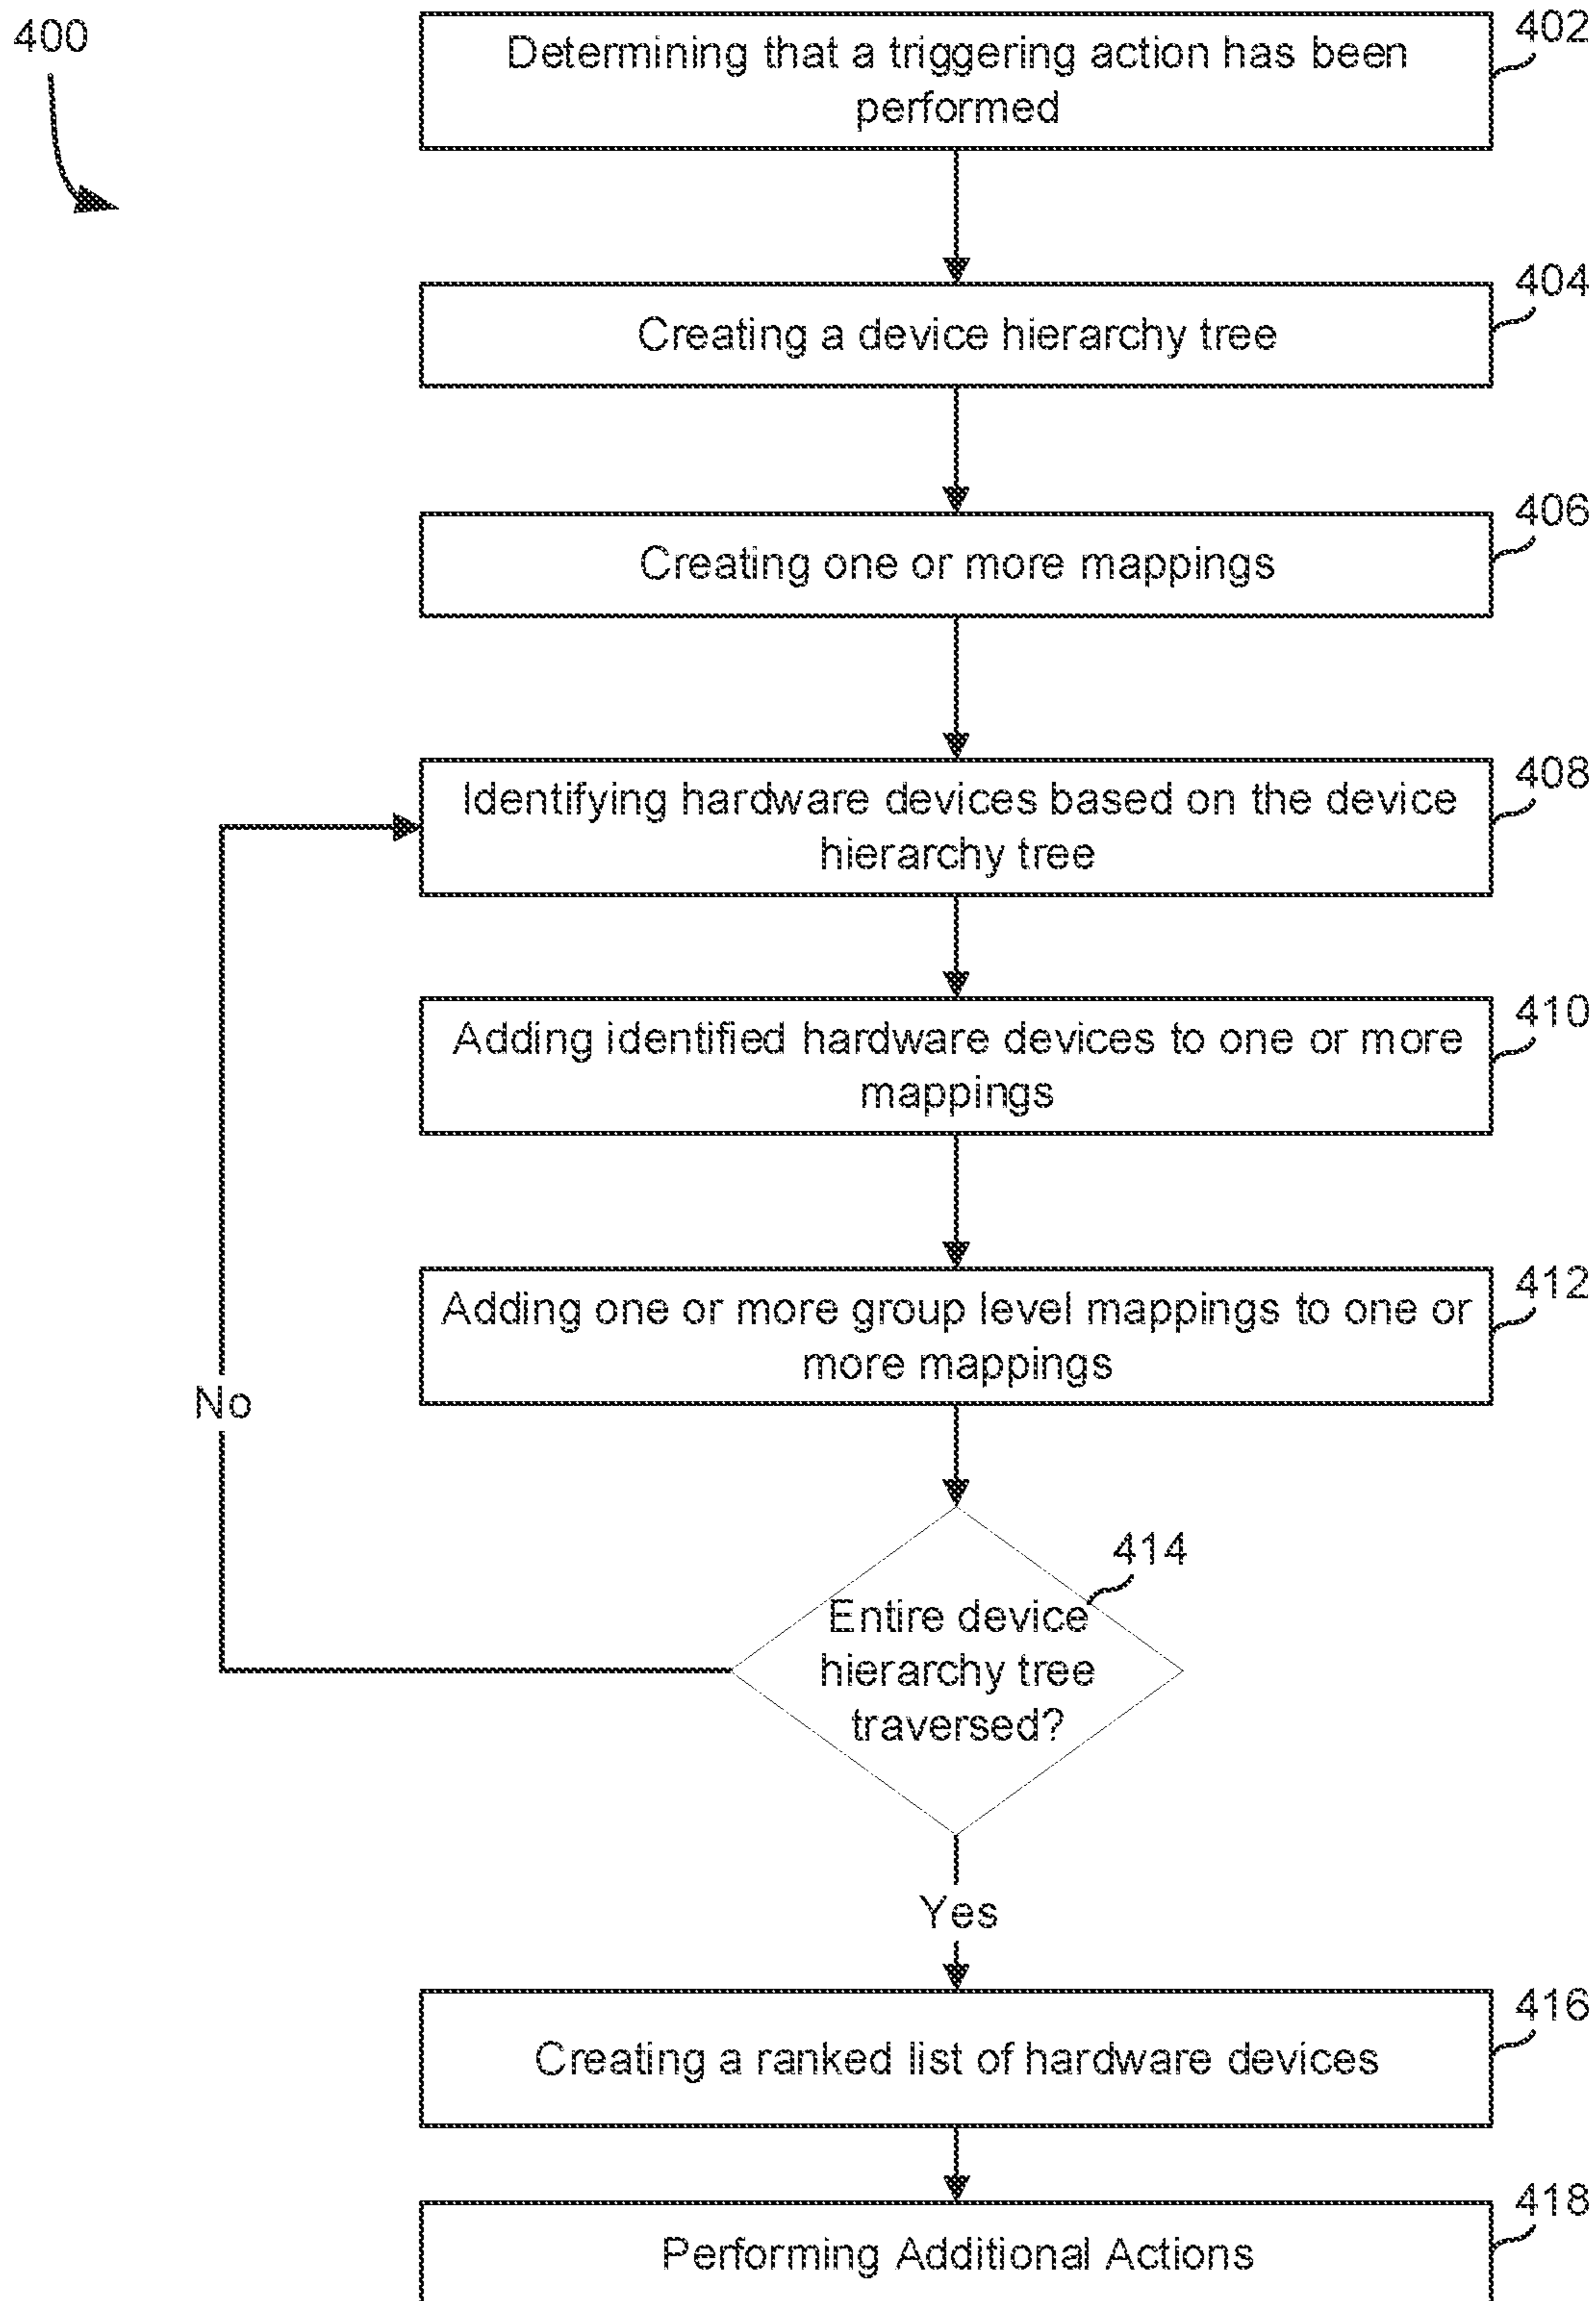 400
402
Determining that a triggering action has been
performed
404
Creating a device hierarchy tree
406
Creating one or more mappings
408
Identifying hardware devices based on the device
hierarchy tree
410
Adding identified hardware devices to one or more
mappings
412
Adding one or more group level mappings to one or
more mappings
No
414
Entire device
hierarchy tree
traversed?
Yes
416
Creating a ranked list of hardware devices
418
Performing Additional Actions